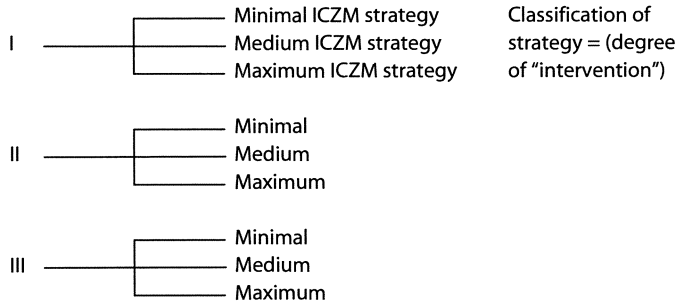 Minimal ICZM strategy Classification of
I Medium ICZM strategy strategy = (degree
Maximum ICZM strategy of “intervention”)
Minimal
II Medium
Maximum
Minimal
III Medium
Maximum